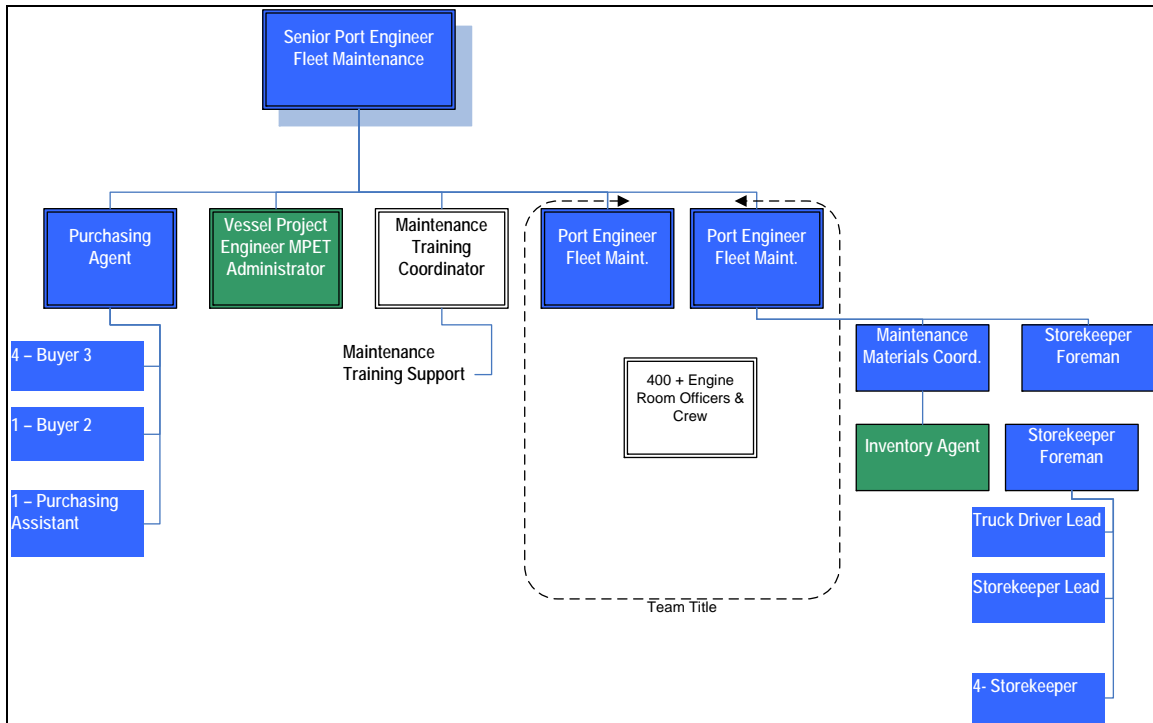 Senior Port Engineer
Fleet Maintenance
Purchasing
Agent
Vessel Project
Engineer MPET
Administrator
Maintenance
Training
Coordinator
Port Engineer
Fleet Maint.
Port Engineer
Fleet Maint.
4 – Buyer 3
1 – Buyer 2
1 – Purchasing
Assistant
Maintenance
Training Support
400 + Engine
Room Officers &
Crew
Team Title
Maintenance
Materials Coord.
Storekeeper
Foreman
Inventory Agent
Storekeeper
Foreman
Truck Driver Lead
Storekeeper Lead
4- Storekeeper